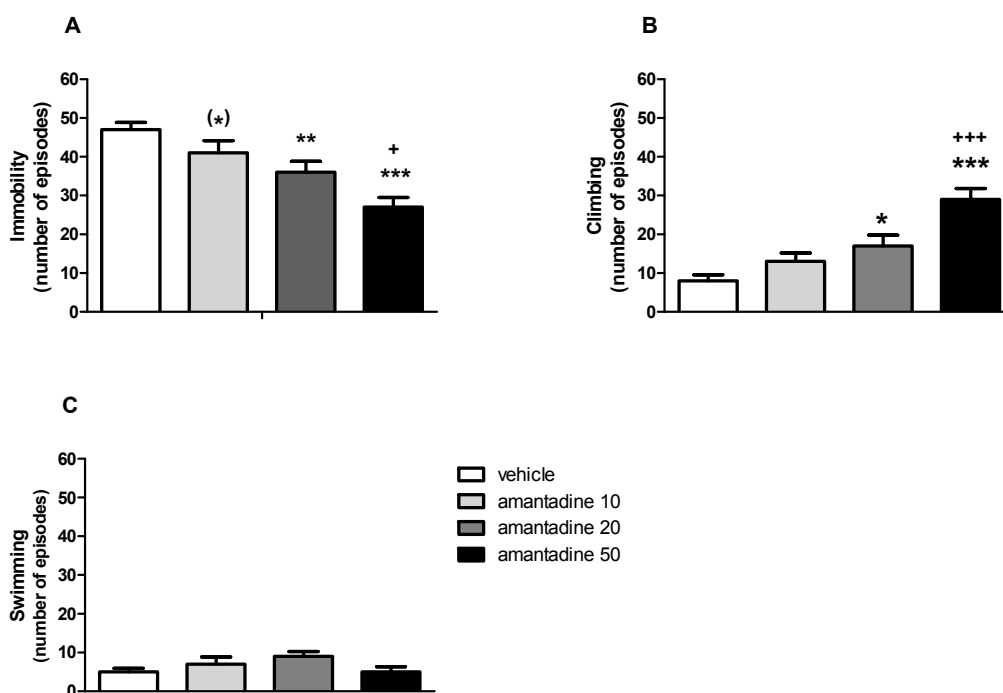 A
Immobility
(number of episodes)
60
50
40
30
20
10
0
(*)
**
+
***
B
Climbing
(number of episodes)
60
50
40
30
20
10
0
*
+++
***
C
Swimming
(number of episodes)
60
50
40
30
20
10
0
vehicle
amantadine 10
amantadine 20
amantadine 50